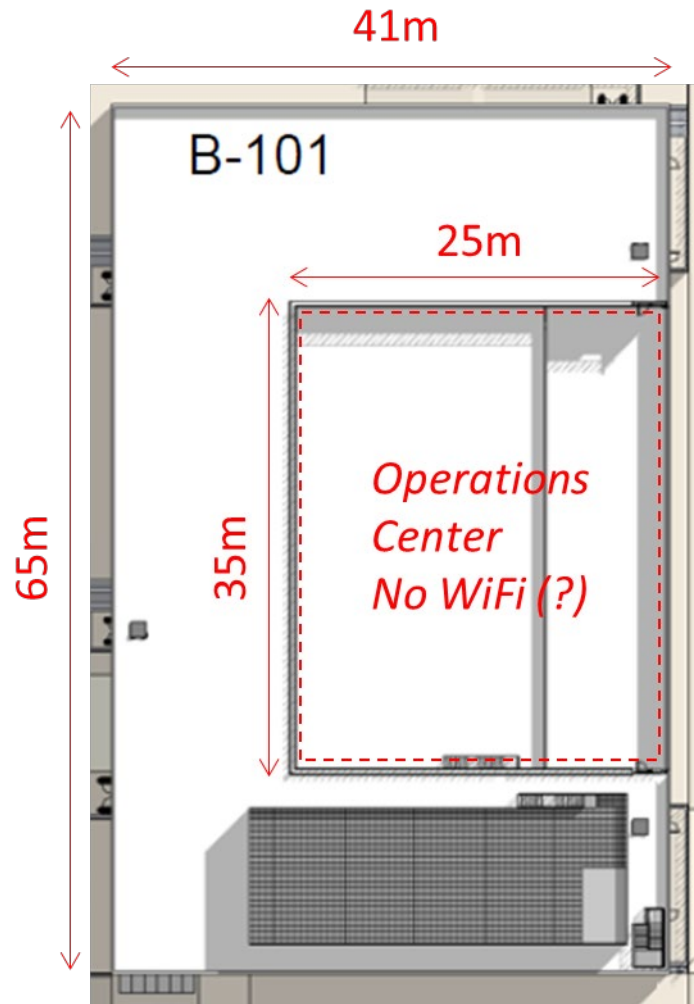 41m
B-101
25m
65m
35m
Operations
Center
No WiFi (?)